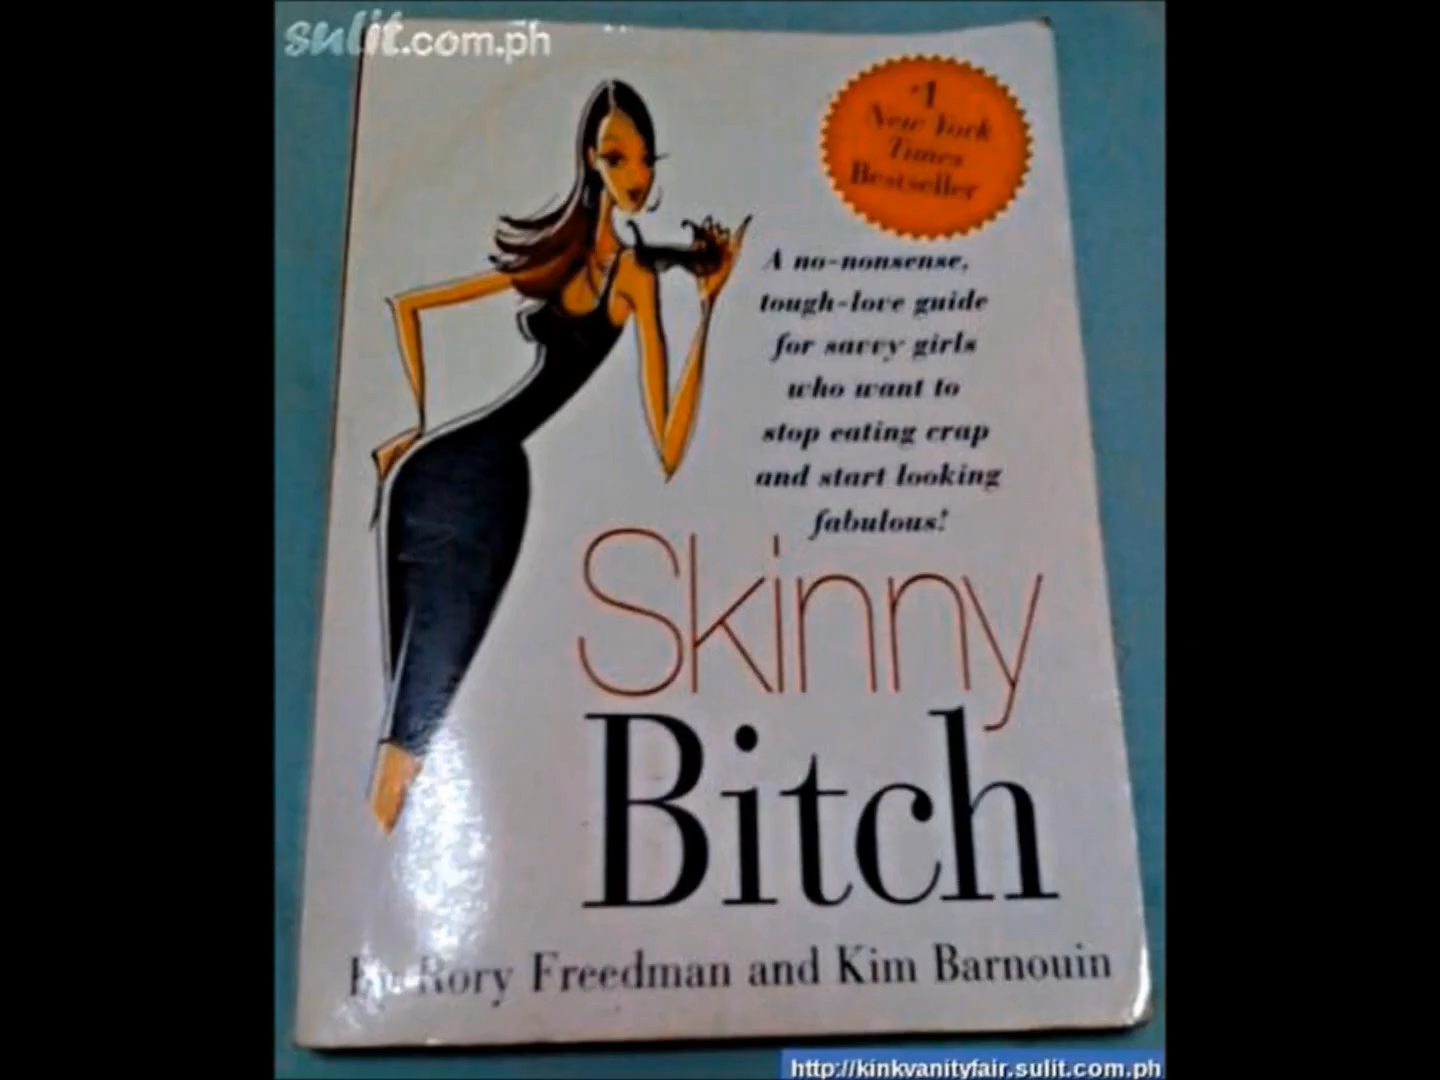 sulit.com.ph
#1
New York
Times
Bestseller
A no-nonsense,
tough-love guide
for savvy girls
who want to
stop eating crap
and start looking
fabulous!
Skinny
Bitch
By Rory Freedman and Kim Barnouin
http://kinkvanityfair.sulit.com.ph